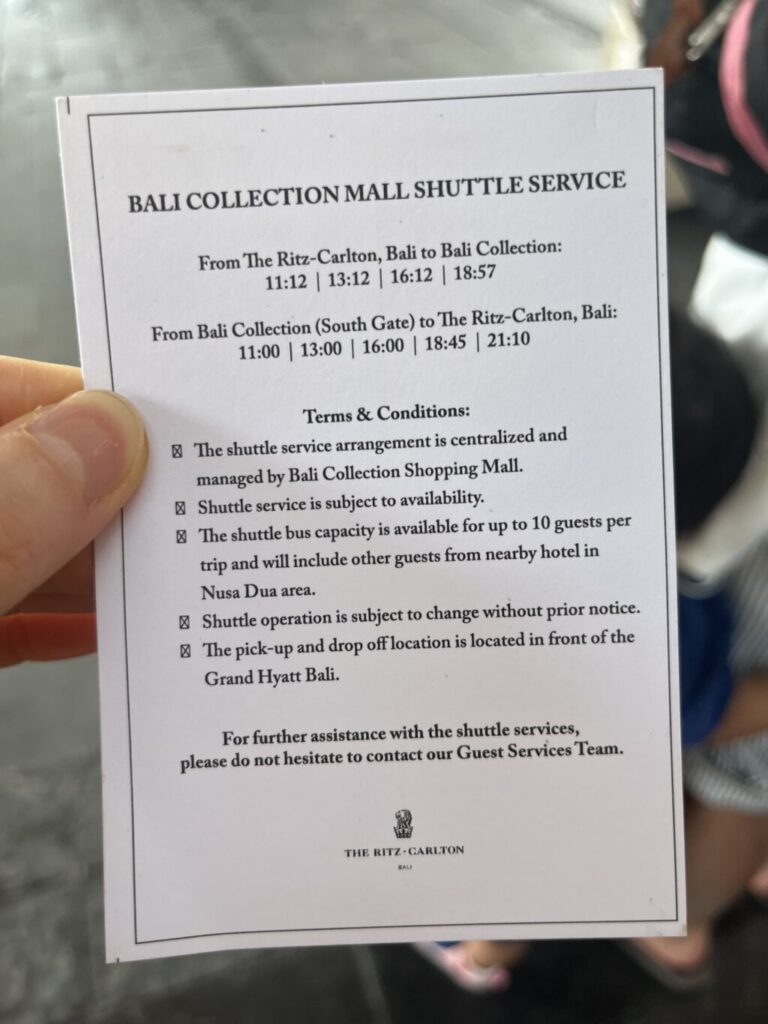 BALI COLLECTION MALL SHUTTLE SERVICE
From The Ritz-Carlton, Bali to Bali Collection:
11:12 | 13:12 | 16:12 | 18:57
From Bali Collection (South Gate) to The Ritz-Carlton, Bali:
11:00 | 13:00 | 16:00 | 18:45 | 21:10
Terms & Conditions:
The shuttle service arrangement is centralized and
managed by Bali Collection Shopping Mall.
Shuttle service is subject to availability.
The shuttle bus capacity is available for up to 10 guests per
trip and will include other guests from nearby hotel in
Nusa Dua area.
Shuttle operation is subject to change without prior notice.
The pick-up and drop off location is located in front of the
Grand Hyatt Bali.
For further assistance with the shuttle services,
please do not hesitate to contact our Guest Services Team.
THE RITZ-CARLTON
BALI